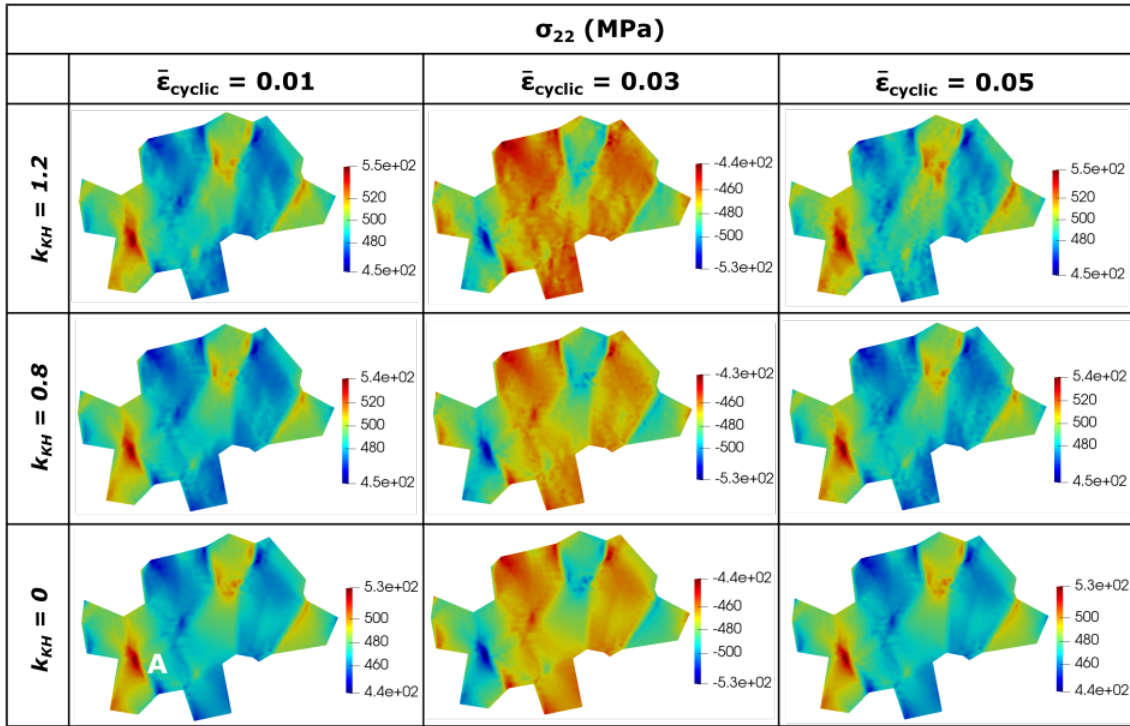 σ22 (MPa)
ε̄cyclic = 0.01
ε̄cyclic = 0.03
ε̄cyclic = 0.05
kKH = 1.2
5.5e+02
520
500
480
4.5e+02
-4.4e+02
-460
-480
-500
-5.3e+02
5.5e+02
520
500
480
4.5e+02
kKH = 0.8
5.4e+02
520
500
480
4.5e+02
-4.3e+02
-460
-480
-500
-5.3e+02
5.4e+02
520
500
480
4.5e+02
kKH = 0
A
5.3e+02
500
480
460
4.4e+02
-4.4e+02
-460
-480
-500
-5.3e+02
5.3e+02
500
480
460
4.4e+02